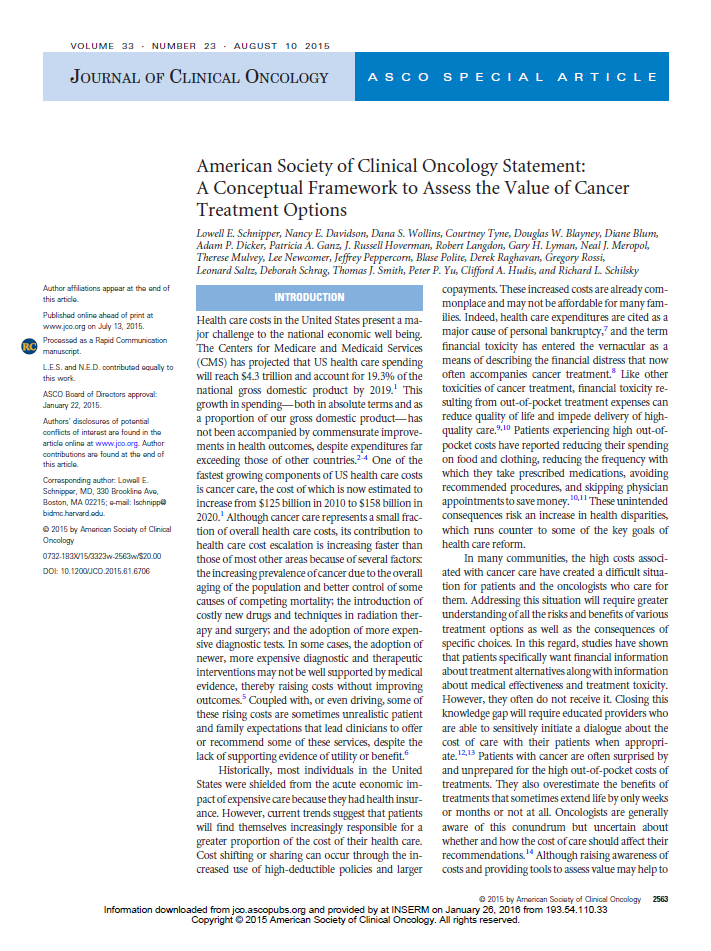 VOLUME 33 · NUMBER 23 · AUGUST 10 2015
JOURNAL OF CLINICAL ONCOLOGY
ASCO SPECIAL ARTICLE
American Society of Clinical Oncology Statement:
A Conceptual Framework to Assess the Value of Cancer
Treatment Options
Lowell E. Schnipper, Nancy E. Davidson, Dana S. Wollins, Courtney Tyne, Douglas W. Blayney, Diane Blum,
Adam P. Dicker, Patricia A. Ganz, J. Russell Hoverman, Robert Langdon, Gary H. Lyman, Neal J. Meropol,
Therese Mulvey, Lee Newcomer, Jeffrey Peppercorn, Blase Polite, Derek Raghavan, Gregory Rossi,
Leonard Saltz, Deborah Schrag, Thomas J. Smith, Peter P. Yu, Clifford A. Hudis, and Richard L. Schilsky
Author affiliations appear at the end of
this article.
Published online ahead of print at
www.jco.org on July 13, 2015.
RC
Processed as a Rapid Communication
manuscript.
L.E.S. and N.E.D. contributed equally to
this work.
ASCO Board of Directors approval:
January 22, 2015.
Authors' disclosures of potential
conflicts of interest are found in the
article online at www.jco.org. Author
contributions are found at the end of
this article.
Corresponding author: Lowell E.
Schnipper, MD, 330 Brookline Ave,
Boston, MA 02215; e-mail: lschnipp@
bidmc.harvard.edu.
© 2015 by American Society of Clinical
Oncology
0732-183X/15/3323w-2563w/$20.00
DOI: 10.1200/JCO.2015.61.6706
INTRODUCTION
Health care costs in the United States present a ma-
jor challenge to the national economic well being.
The Centers for Medicare and Medicaid Services
(CMS) has projected that US health care spending
will reach $4.3 trillion and account for 19.3% of the
national gross domestic product by 2019.1 This
growth in spending—both in absolute terms and as
a proportion of our gross domestic product—has
not been accompanied by commensurate improve-
ments in health outcomes, despite expenditures far
exceeding those of other countries.2-4 One of the
fastest growing components of US health care costs
is cancer care, the cost of which is now estimated to
increase from $125 billion in 2010 to $158 billion in
2020.1 Although cancer care represents a small frac-
tion of overall health care costs, its contribution to
health care cost escalation is increasing faster than
those of most other areas because of several factors:
the increasing prevalence of cancer due to the overall
aging of the population and better control of some
causes of competing mortality; the introduction of
costly new drugs and techniques in radiation ther-
apy and surgery; and the adoption of more expen-
sive diagnostic tests. In some cases, the adoption of
newer, more expensive diagnostic and therapeutic
interventions may not be well supported by medical
evidence, thereby raising costs without improving
outcomes.5 Coupled with, or even driving, some of
these rising costs are sometimes unrealistic patient
and family expectations that lead clinicians to offer
or recommend some of these services, despite the
lack of supporting evidence of utility or benefit.6
Historically, most individuals in the United
States were shielded from the acute economic im-
pact of expensive care because they had health insur-
ance. However, current trends suggest that patients
will find themselves increasingly responsible for a
greater proportion of the cost of their health care.
Cost shifting or sharing can occur through the in-
creased use of high-deductible policies and larger
copayments. These increased costs are already com-
monplace and may not be affordable for many fam-
ilies. Indeed, health care expenditures are cited as a
major cause of personal bankruptcy,7 and the term
financial toxicity has entered the vernacular as a
means of describing the financial distress that now
often accompanies cancer treatment.8 Like other
toxicities of cancer treatment, financial toxicity re-
sulting from out-of-pocket treatment expenses can
reduce quality of life and impede delivery of high-
quality care.9,10 Patients experiencing high out-of-
pocket costs have reported reducing their spending
on food and clothing, reducing the frequency with
which they take prescribed medications, avoiding
recommended procedures, and skipping physician
appointments to save money.10,11 These unintended
consequences risk an increase in health disparities,
which runs counter to some of the key goals of
health care reform.
In many communities, the high costs associ-
ated with cancer care have created a difficult situa-
tion for patients and the oncologists who care for
them. Addressing this situation will require greater
understanding of all the risks and benefits of various
treatment options as well as the consequences of
specific choices. In this regard, studies have shown
that patients specifically want financial information
about treatment alternatives along with information
about medical effectiveness and treatment toxicity.
However, they often do not receive it. Closing this
knowledge gap will require educated providers who
are able to sensitively initiate a dialogue about the
cost of care with their patients when appropri-
ate.12,13 Patients with cancer are often surprised by
and unprepared for the high out-of-pocket costs of
treatments. They also overestimate the benefits of
treatments that sometimes extend life by only weeks
or months or not at all. Oncologists are generally
aware of this conundrum but uncertain about
whether and how the cost of care should affect their
recommendations.14 Although raising awareness of
costs and providing tools to assess value may help to
© 2015 by American Society of Clinical Oncology 2563
Information downloaded from jco.ascopubs.org and provided by at INSERM on January 26, 2016 from 193.54.110.33
Copyright © 2015 American Society of Clinical Oncology. All rights reserved.